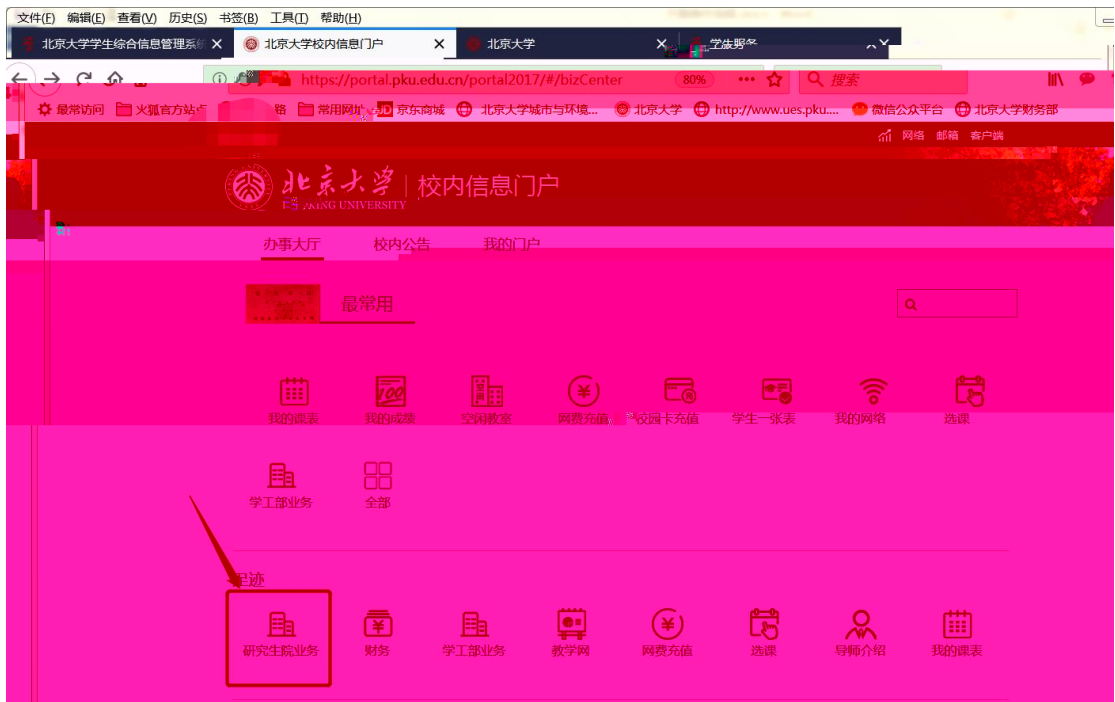 文件(F) 编辑(E) 查看(V) 历史(S) 书签(B) 工具(T) 帮助(H)
北京大学学生综合信息管理系统 北京大学校内信息门户 北京大学
https://portal.pku.edu.cn/portal2017/#/bizCenter 80% 搜索
最常访问 火狐官方站点 常用网址 JD 京东商城 北京大学城市与环境... 北京大学 http://www.ues.pku.... 微信公众平台 北京大学财务部
网络 邮箱 客户端
北京大学 校内信息门户
UNIVERSITY
办事大厅 校内公告 我的门户
最常用
我的课表 我的成绩 空闲教室 网费充值 校园卡充值 学生一张表 我的网络 选课
学工部业务 全部
足迹
研究生院业务 财务 学工部业务 教学网 网费充值 选课 导师介绍 我的课表